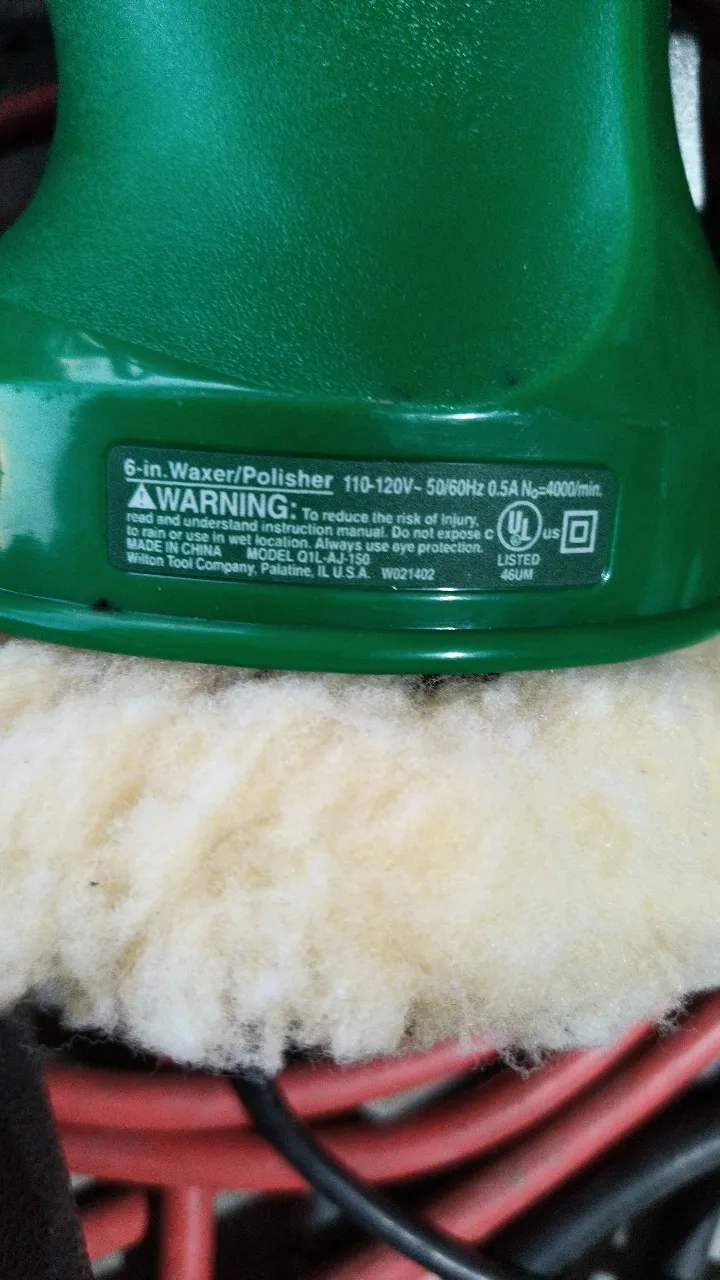 6-in. Waxer/Polisher 110-120V~ 50/60Hz 0.5A N₀=4000/min.
⚠WARNING: To reduce the risk of Injury,
read and understand instruction manual. Do not expose
to rain or use in wet location. Always use eye protection.
MADE IN CHINA MODEL Q1L-AJ-150
Wilton Tool Company, Palatine, IL U.S.A. W021402
c UL us
LISTED
46UM